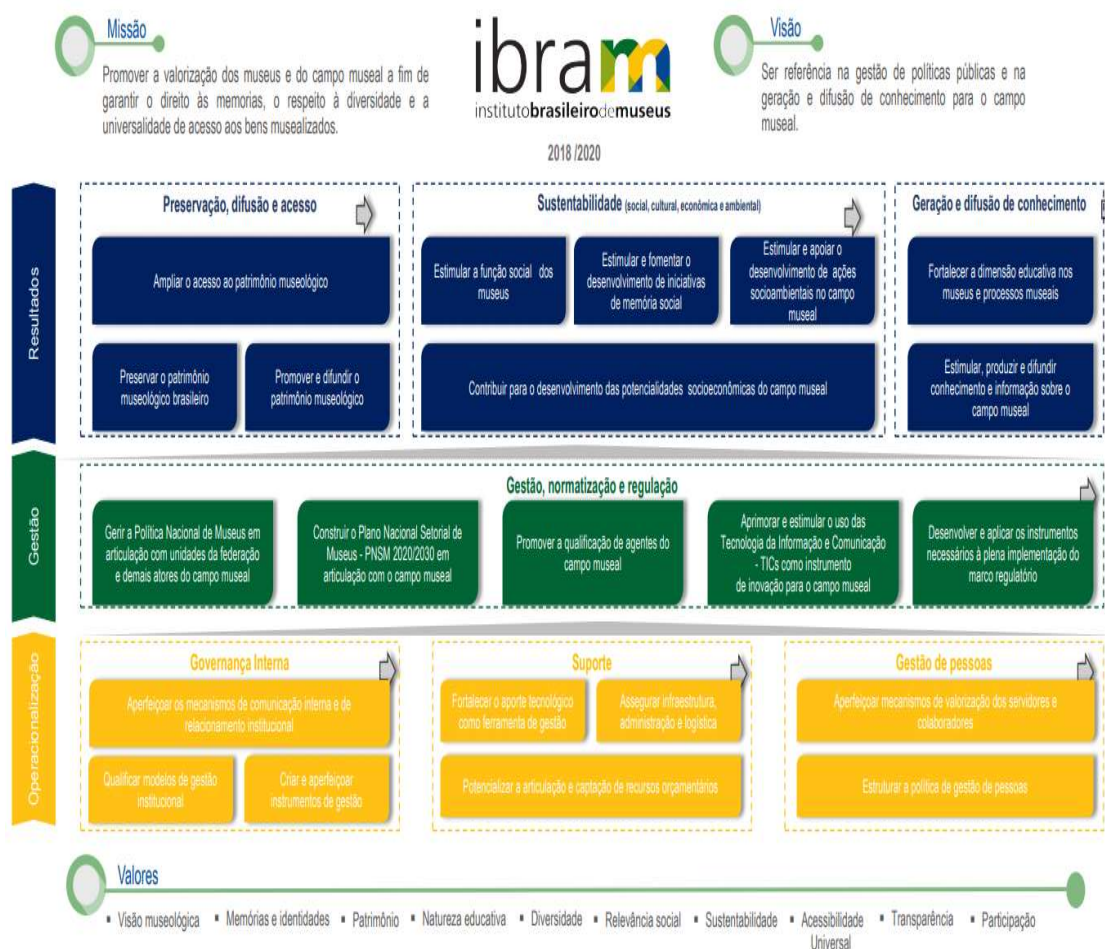 Missão
Promover a valorização dos museus e do campo museal a fim de
garantir o direito às memorias, o respeito à diversidade e a
universalidade de acesso aos bens musealizados.
ibram
institutobrasileirodemuseus
2018 /2020
Visão
Ser referência na gestão de políticas públicas e na
geração e difusão de conhecimento para o campo
museal.
Resultados
Preservação, difusão e acesso
Ampliar o acesso ao patrimônio museológico
Preservar o patrimônio
museológico brasileiro
Promover e difundir o
patrimônio museológico
Sustentabilidade (social, cultural, econômica e ambiental)
Estimular a função social dos
museus
Estimular e fomentar o
desenvolvimento de iniciativas
de memória social
Estimular e apoiar o
desenvolvimento de ações
socioambientais no campo
museal
Contribuir para o desenvolvimento das potencialidades socioeconômicas do campo museal
Geração e difusão de conhecimento
Fortalecer a dimensão educativa nos
museus e processos museais
Estimular, produzir e difundir
conhecimento e informação sobre o
campo museal
Gestão
Gestão, normatização e regulação
Gerir a Política Nacional de Museus em
articulação com unidades da federação
e demais atores do campo museal
Construir o Plano Nacional Setorial de
Museus - PNSM 2020/2030 em
articulação com o campo museal
Promover a qualificação de agentes do
campo museal
Aprimorar e estimular o uso das
Tecnologia da Informação e Comunicação
- TICs como instrumento
de inovação para o campo museal
Desenvolver e aplicar os instrumentos
necessários à plena implementação do
marco regulatório
Operacionalização
Governança Interna
Aperfeiçoar os mecanismos de comunicação interna e de
relacionamento institucional
Qualificar modelos de gestão
institucional
Criar e aperfeiçoar
instrumentos de gestão
Suporte
Fortalecer o aporte tecnológico
como ferramenta de gestão
Assegurar infraestrutura,
administração e logística
Potencializar a articulação e captação de recursos orçamentários
Gestão de pessoas
Aperfeiçoar mecanismos de valorização dos servidores e
colaboradores
Estruturar a política de gestão de pessoas
Valores
▪ Visão museológica ▪ Memórias e identidades ▪ Patrimônio ▪ Natureza educativa ▪ Diversidade ▪ Relevância social ▪ Sustentabilidade ▪ Acessibilidade Universal ▪ Transparência ▪ Participação